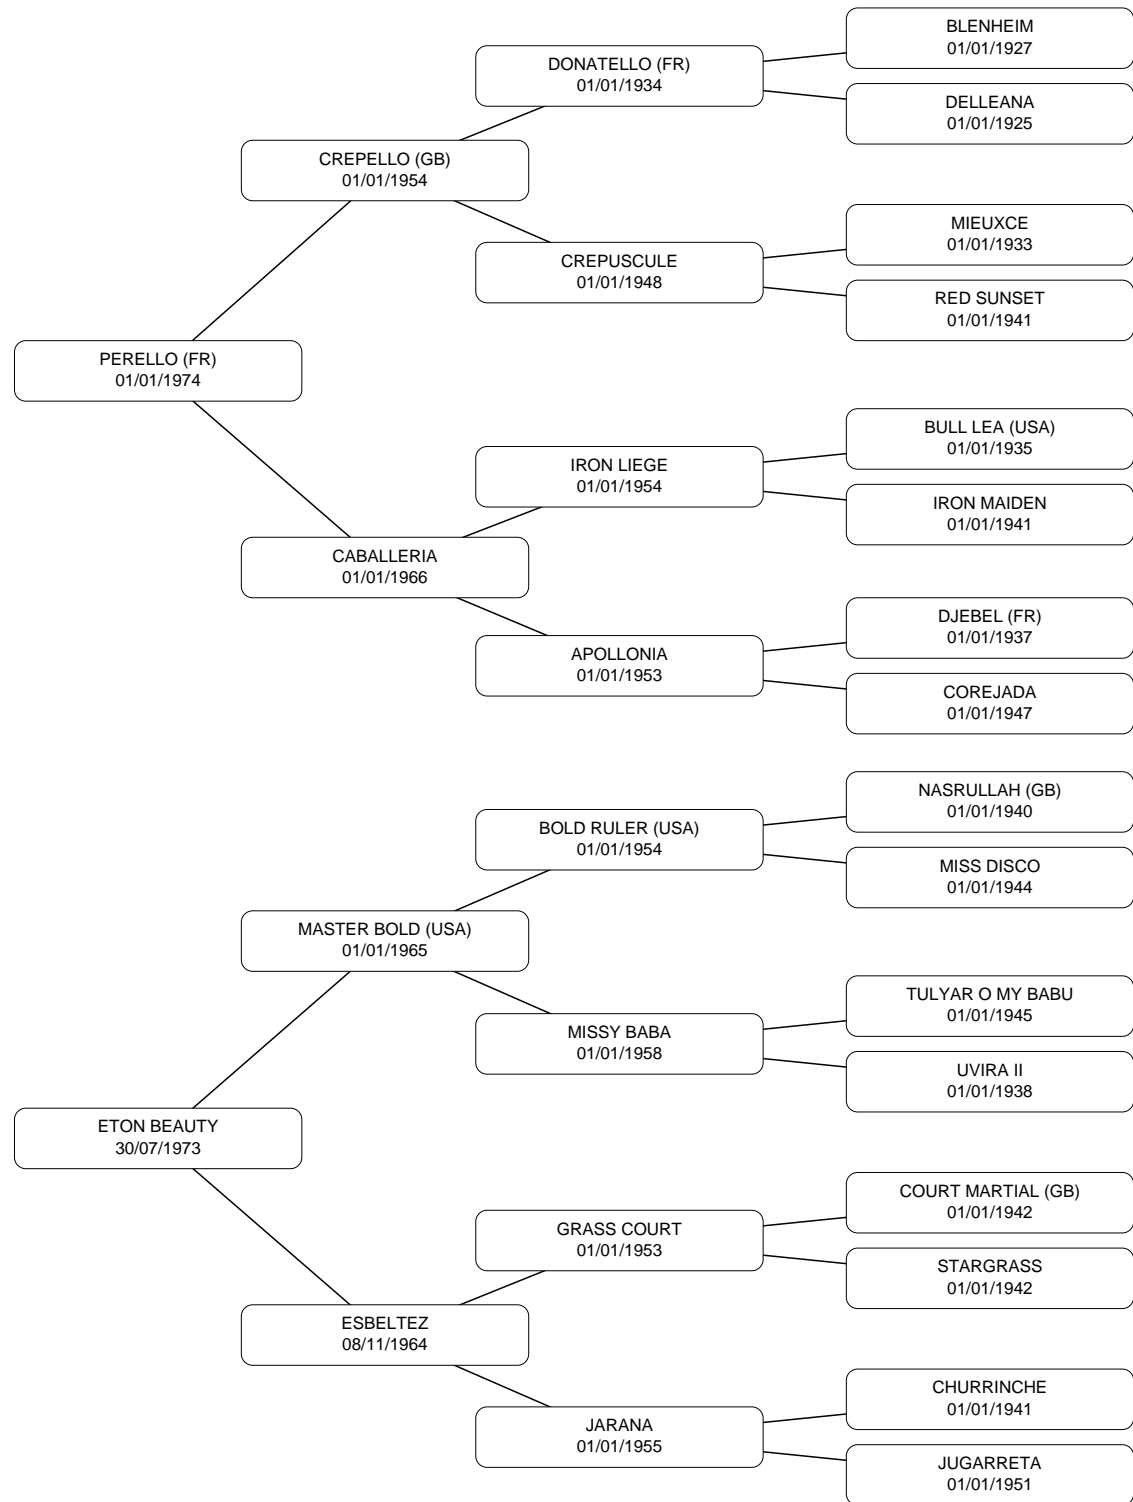 BLENHEIM
01/01/1927
DONATELLO (FR)
01/01/1934
DELLEANA
01/01/1925
CREPELLO (GB)
01/01/1954
MIEUXCE
01/01/1933
CREPUSCULE
01/01/1948
RED SUNSET
01/01/1941
PERELLO (FR)
01/01/1974
BULL LEA (USA)
01/01/1935
IRON LIEGE
01/01/1954
IRON MAIDEN
01/01/1941
CABALLERIA
01/01/1966
DJEBEL (FR)
01/01/1937
APOLLONIA
01/01/1953
COREJADA
01/01/1947
NASRULLAH (GB)
01/01/1940
BOLD RULER (USA)
01/01/1954
MISS DISCO
01/01/1944
MASTER BOLD (USA)
01/01/1965
TULYAR O MY BABU
01/01/1945
MISSY BABA
01/01/1958
UVIRA II
01/01/1938
ETON BEAUTY
30/07/1973
COURT MARTIAL (GB)
01/01/1942
GRASS COURT
01/01/1953
STARGRASS
01/01/1942
ESBELTEZ
08/11/1964
CHURRINCHE
01/01/1941
JARANA
01/01/1955
JUGARRETA
01/01/1951